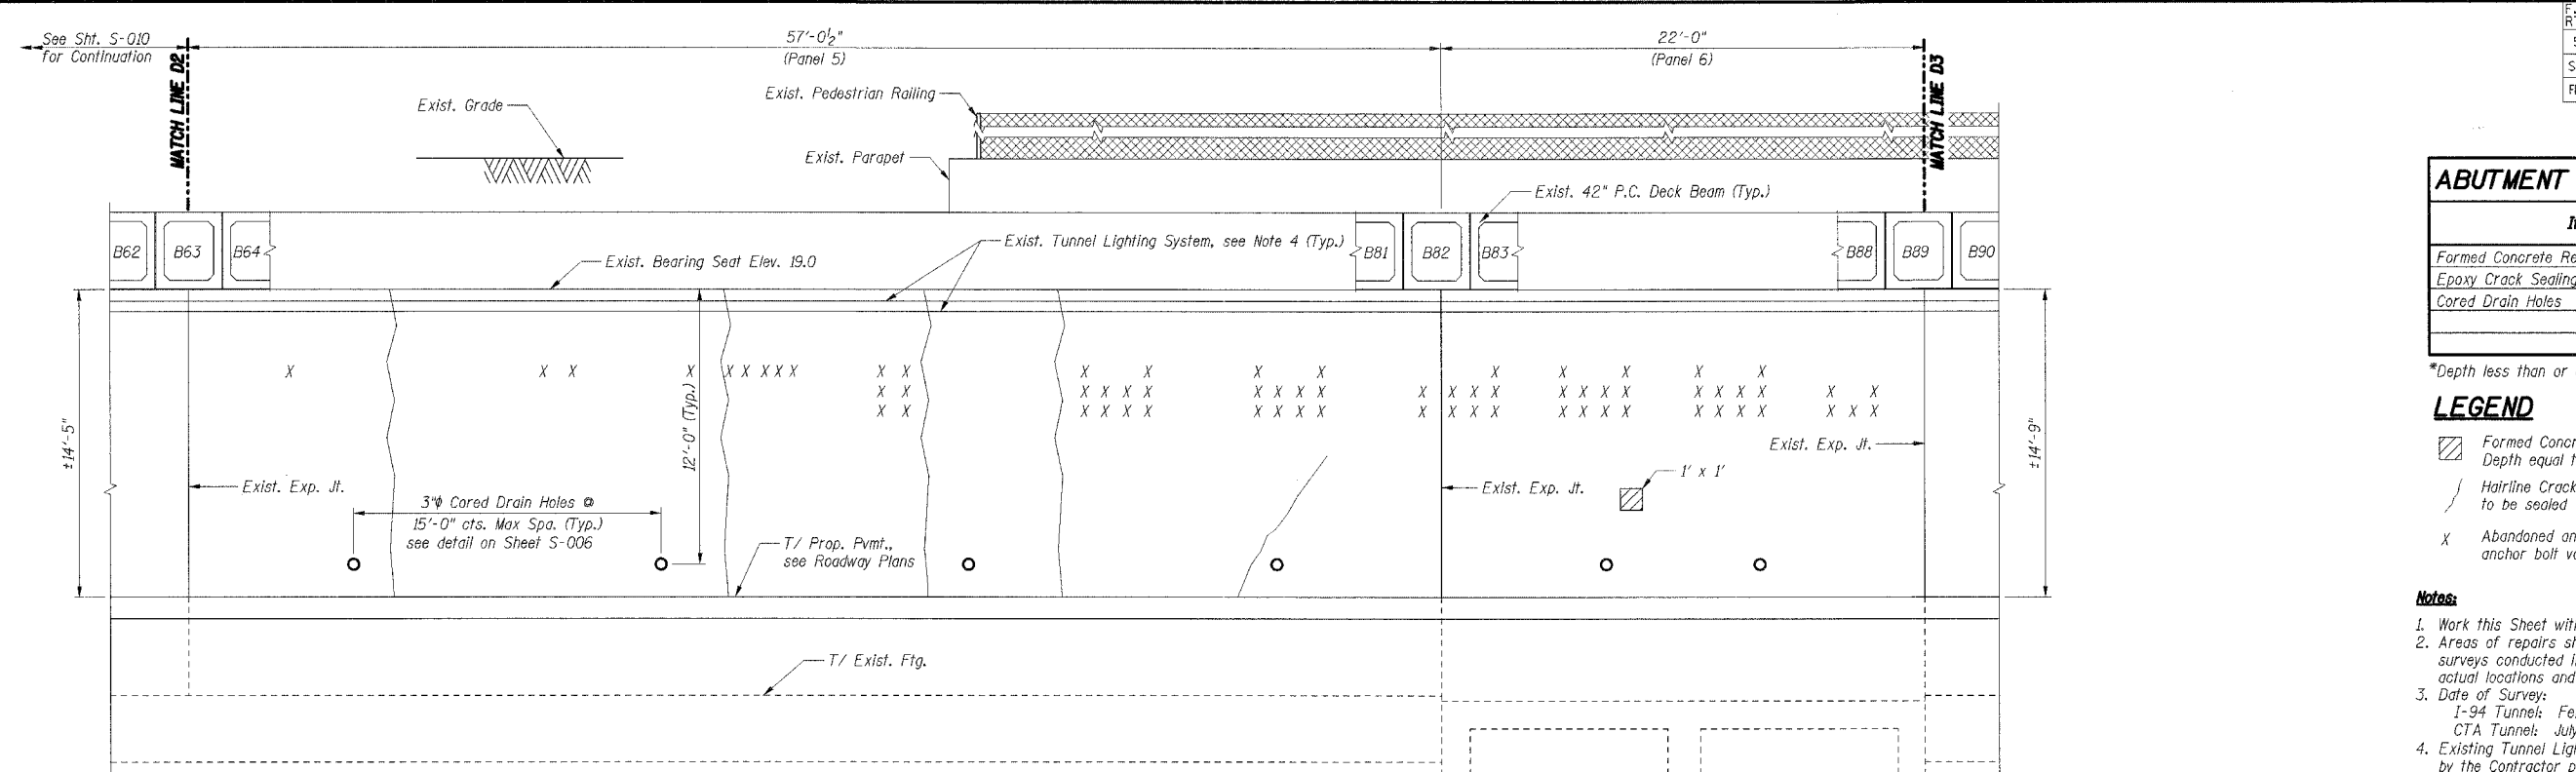 See Sht. S-010
for Continuation
MATCH LINE D2
57'-0½"
(Panel 5)
22'-0"
(Panel 6)
MATCH LINE D3
Exist. Grade
Exist. Pedestrian Railing
Exist. Parapet
Exist. 42" P.C. Deck Beam (Typ.)
B62
B63
B64
Exist. Bearing Seat Elev. 19.0
Exist. Tunnel Lighting System, see Note 4 (Typ.)
B81
B82
B83
B88
B89
B90
±14'-5"
12'-0" (Typ.)
X X X X X X X X X X X X X X X X X X X X
X X X X X X X X X X X X X X X X X X X X X X X X
X X X X X X X X X X X X X X X X X X X X X X X X X
Exist. Exp. Jt.
3"ϕ Cored Drain Holes @
15'-0" cts. Max Spa. (Typ.)
see detail on Sheet S-006
T/ Prop. Pvmt.,
see Roadway Plans
Exist. Exp. Jt.
1' x 1'
Exist. Exp. Jt.
±14'-9"
T/ Exist. Ftg.
ABUTMENT
Formed Concrete Re
Epoxy Crack Sealing
Cored Drain Holes
*Depth less than or
LEGEND
Formed Concr
Depth equal t
Hairline Crack
to be sealed
X Abandoned an
anchor bolt v
Notes:
1. Work this Sheet wit
2. Areas of repairs sh
surveys conducted i
actual locations and
3. Date of Survey:
I-94 Tunnel: Fe
CTA Tunnel: July
4. Existing Tunnel Lig
by the Contractor p